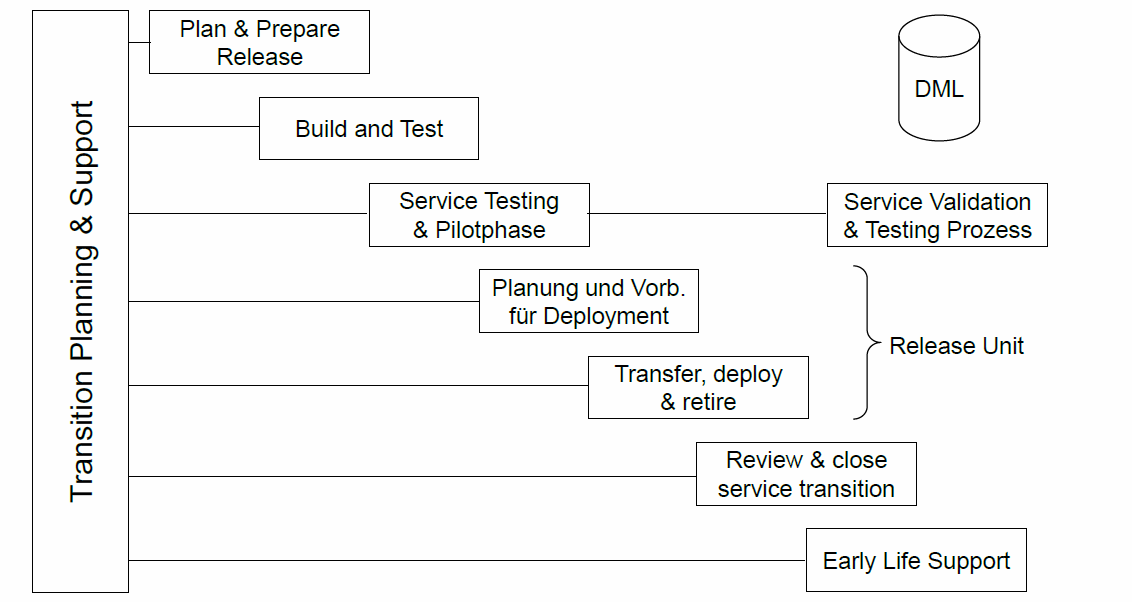 Transition Planning & Support
Plan & Prepare
Release
DML
Build and Test
Service Testing
& Pilotphase
Service Validation
& Testing Prozess
Planung und Vorb.
für Deployment
Release Unit
Transfer, deploy
& retire
Review & close
service transition
Early Life Support